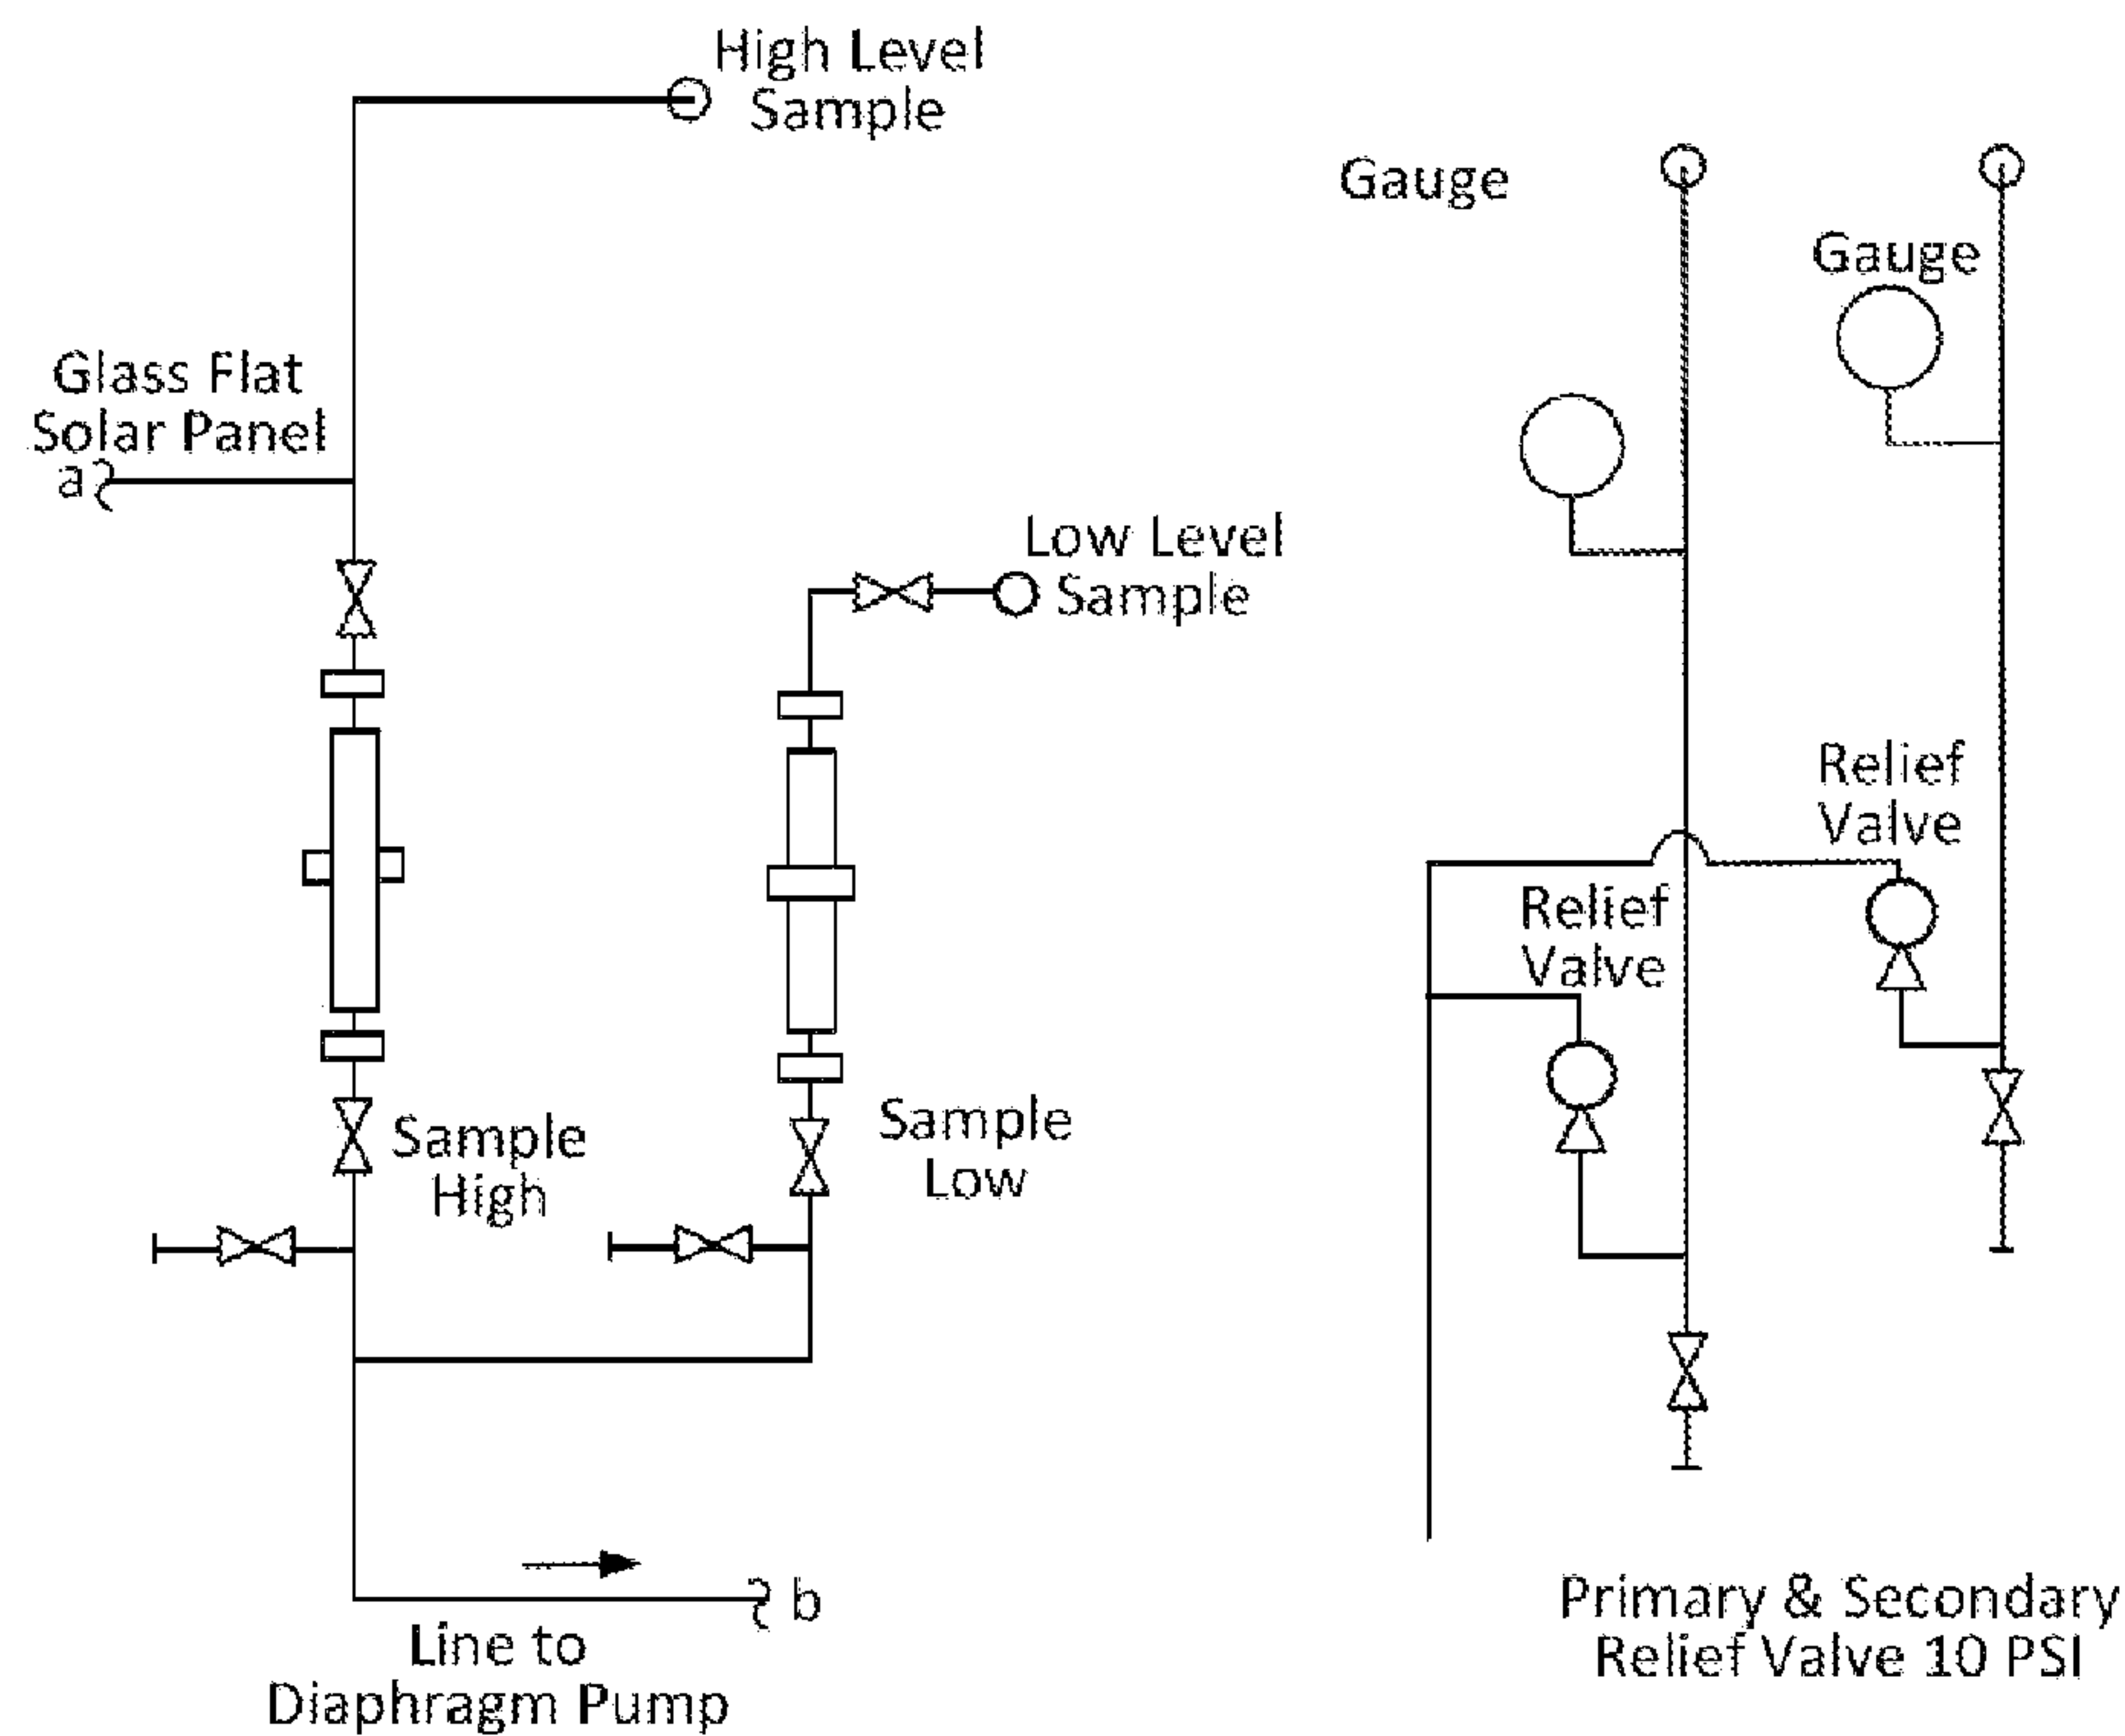 High Level
Sample
Gauge
Gauge
Glass Flat
Solar Panel
a
Low Level
Sample
Relief
Valve
Relief
Valve
Sample
High
Sample
Low
b
Line to
Diaphragm Pump
Primary & Secondary
Relief Valve 10 PSI